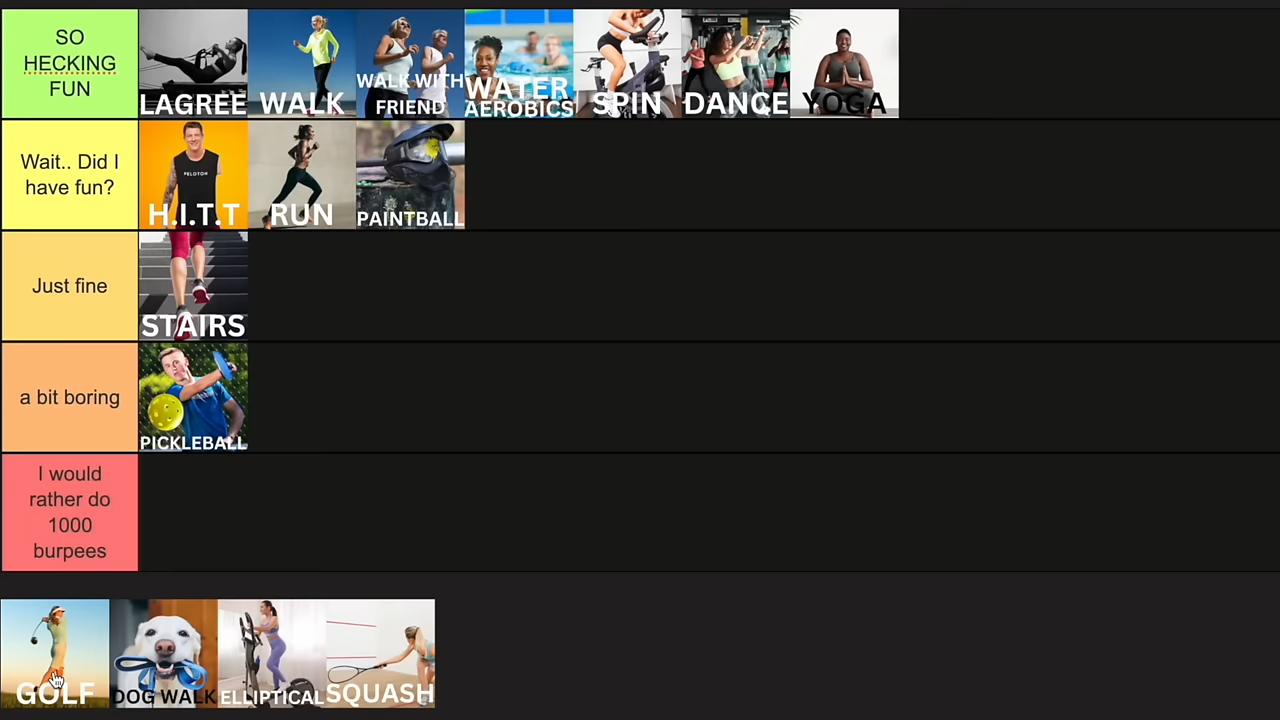 SO
HECKING
FUN
LAGREE
WALK
WALK WITH
FRIEND
WATER
AEROBICS
SPIN
DANCE
YOGA
Wait.. Did I
have fun?
PELOTON
H.I.T.T
RUN
PAINTBALL
Just fine
STAIRS
a bit boring
PICKLEBALL
I would
rather do
1000
burpees
GOLF
DOG WALK
ELLIPTICAL
SQUASH